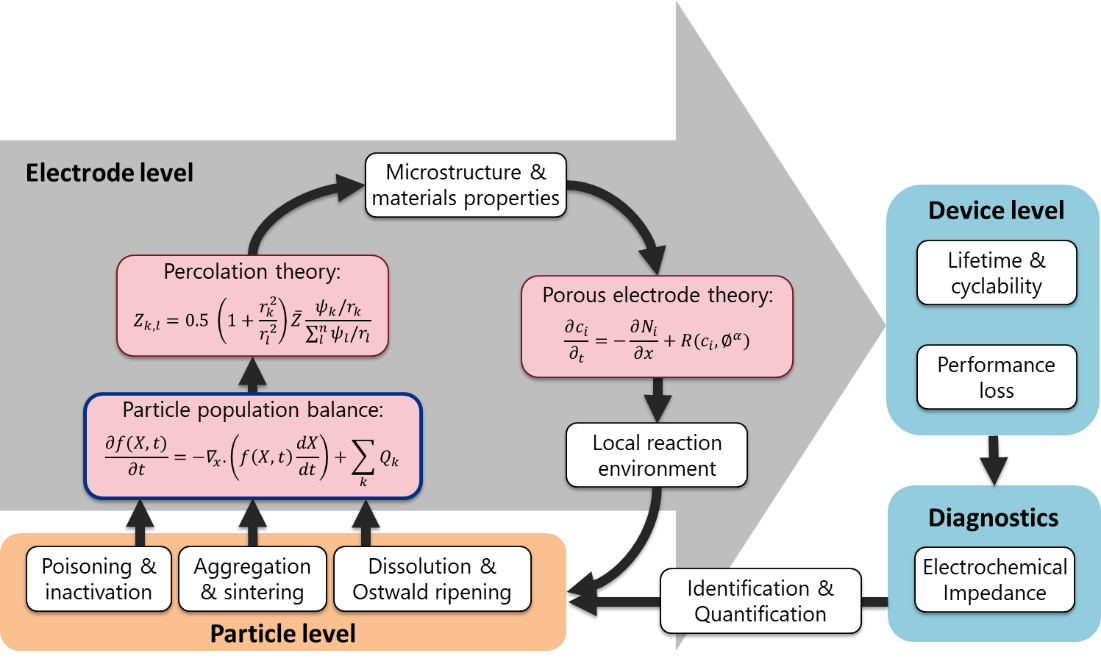 Electrode level
Microstructure &
materials properties
Percolation theory:
Z_{k,l} = 0.5 (1 + r_k^2/r_l^2) Z̄ (ψ_k/r_k)/(∑_l^n ψ_l/r_l)
Particle population balance:
∂f(X,t)/∂t = −∇_x.(f(X,t) dX/dt) + ∑_k Q_k
Porous electrode theory:
∂c_i/∂_t = −∂N_i/∂x + R(c_i, Ø^α)
Local reaction
environment
Poisoning &
inactivation
Aggregation
& sintering
Dissolution &
Ostwald ripening
Particle level
Identification &
Quantification
Device level
Lifetime &
cyclability
Performance
loss
Diagnostics
Electrochemical
Impedance